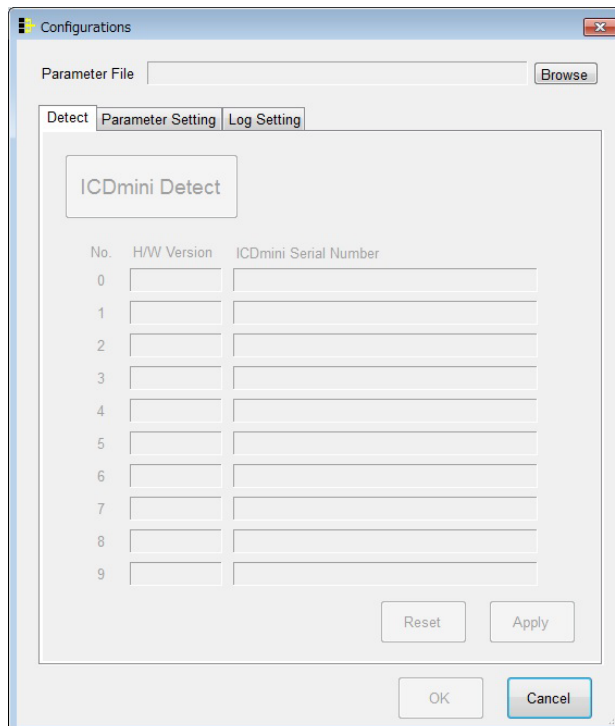 Configurations
Parameter File Browse
Detect Parameter Setting Log Setting
ICDmini Detect
No. H/W Version ICDmini Serial Number
0
1
2
3
4
5
6
7
8
9
Reset Apply
OK Cancel